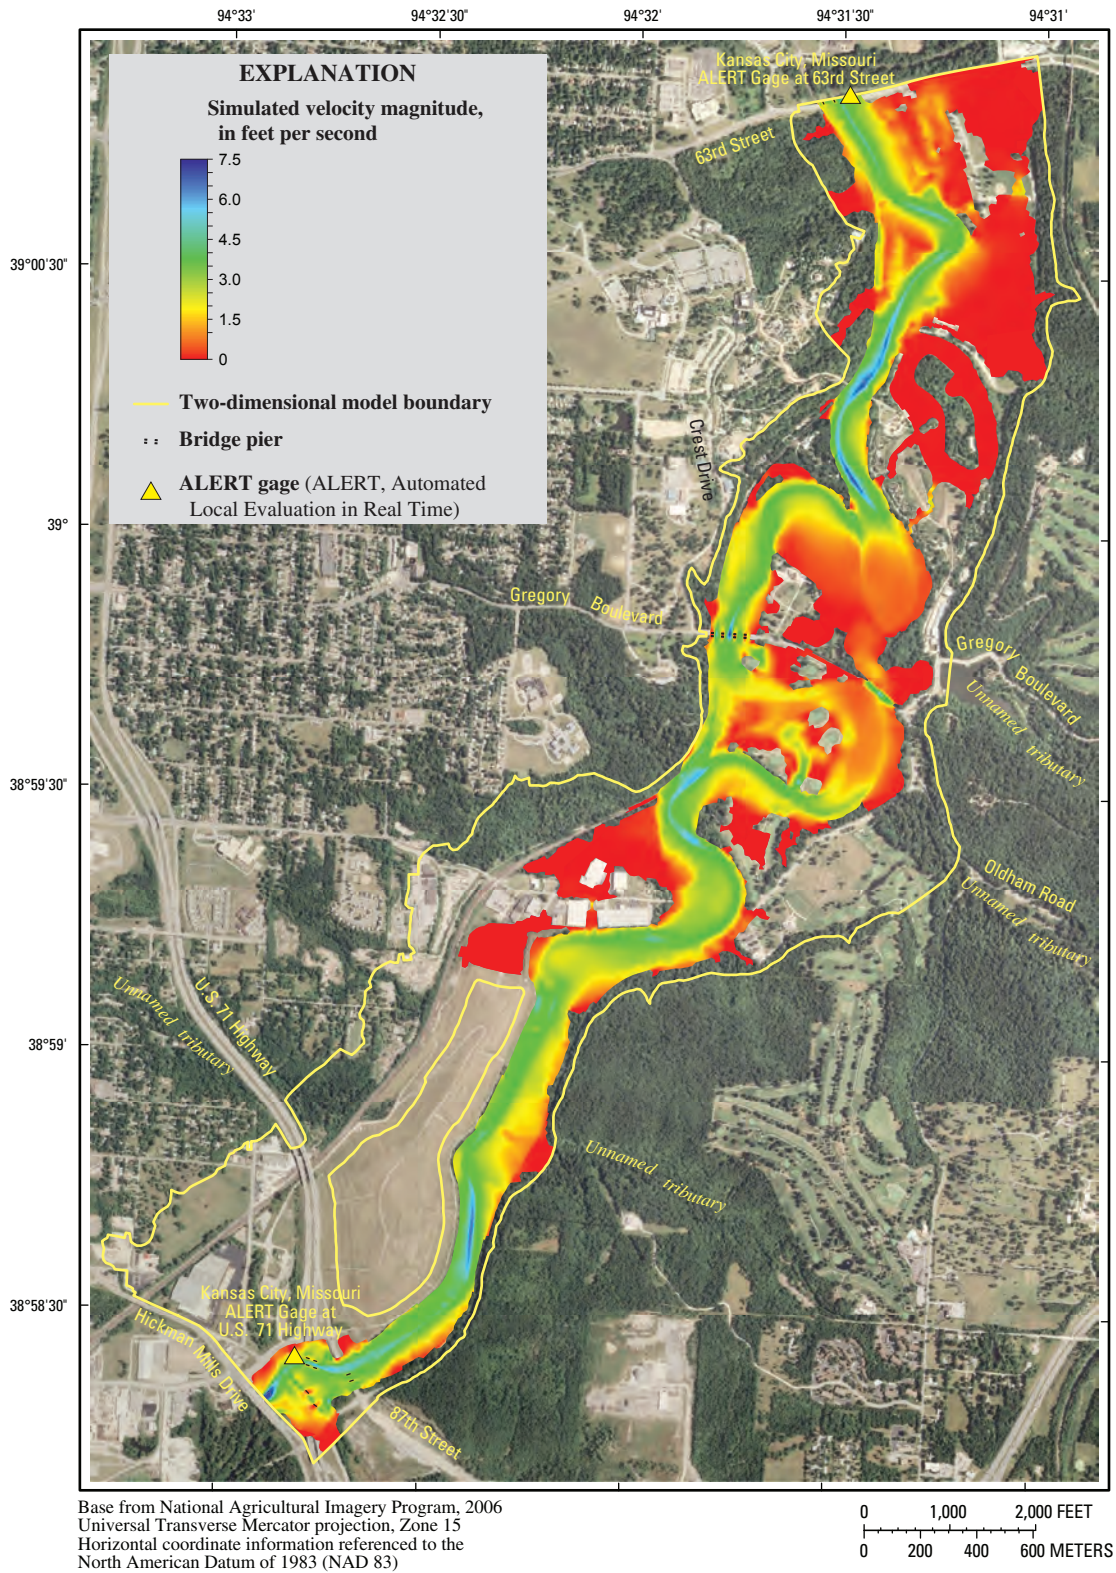 94°33'
94°32'30"
94°32'
94°31'30"
94°31'
EXPLANATION
Simulated velocity magnitude,
in feet per second
7.5
6.0
4.5
3.0
1.5
0
Two-dimensional model boundary
Bridge pier
ALERT gage (ALERT, Automated
Local Evaluation in Real Time)
Kansas City, Missouri
ALERT Gage at 63rd Street
63rd Street
39°00'30"
Crest Drive
39°
Gregory Boulevard
Gregory Boulevard
Unnamed tributary
38°59'30"
Oldham Road
Unnamed tributary
U.S. 71 Highway
Unnamed tributary
38°59'
Unnamed tributary
38°58'30"
Kansas City, Missouri
ALERT Gage at
U.S. 71 Highway
Hickman Mills Drive
87th Street
Base from National Agricultural Imagery Program, 2006
Universal Transverse Mercator projection, Zone 15
Horizontal coordinate information referenced to the
North American Datum of 1983 (NAD 83)
0 1,000 2,000 FEET
0 200 400 600 METERS